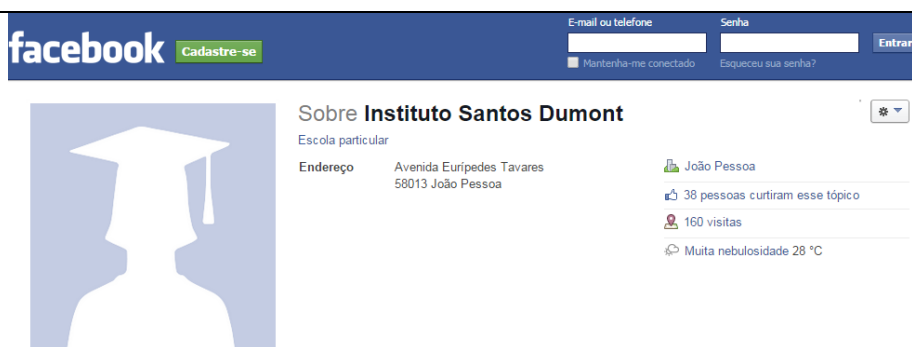 E-mail ou telefone
Senha
facebook
Cadastre-se
Entrar
Mantenha-me conectado
Esqueceu sua senha?
Sobre Instituto Santos Dumont
Escola particular
Endereço
Avenida Eurípedes Tavares
58013 João Pessoa
João Pessoa
38 pessoas curtiram esse tópico
160 visitas
Muita nebulosidade 28 °C